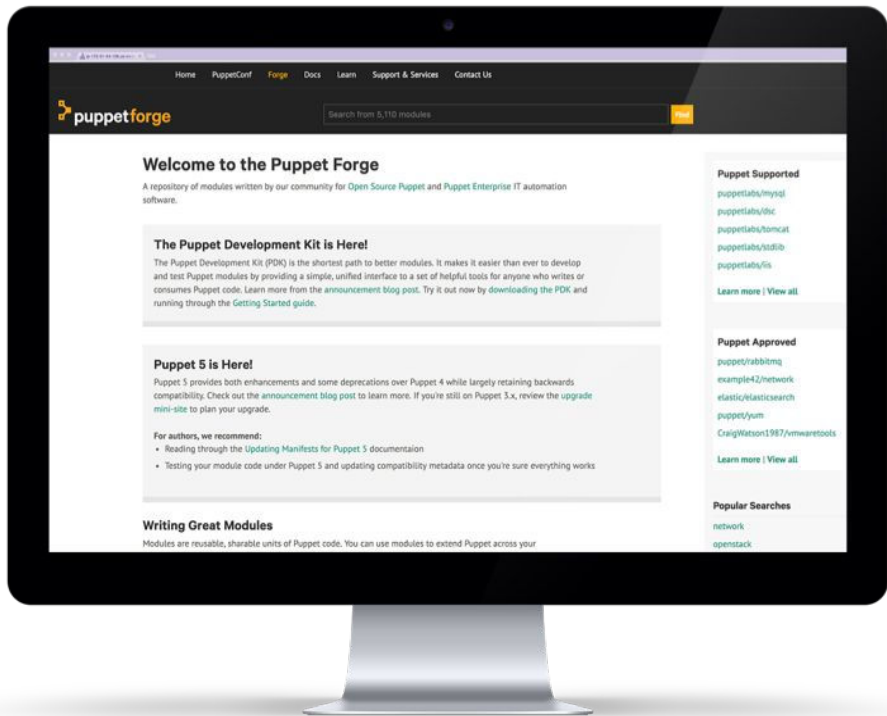 Home PuppetConf Forge Docs Learn Support & Services Contact Us
puppetforge
Search from 5,110 modules
Find
Welcome to the Puppet Forge
A repository of modules written by our community for Open Source Puppet and Puppet Enterprise IT automation
software.
The Puppet Development Kit is Here!
The Puppet Development Kit (PDK) is the shortest path to better modules. It makes it easier than ever to develop
and test Puppet modules by providing a simple, unified interface to a set of helpful tools for anyone who writes or
consumes Puppet code. Learn more from the announcement blog post. Try it out now by downloading the PDK and
running through the Getting Started guide.
Puppet 5 is Here!
Puppet 5 provides both enhancements and some deprecations over Puppet 4 while largely retaining backwards
compatibility. Check out the announcement blog post to learn more. If you're still on Puppet 3.x, review the upgrade
mini-site to plan your upgrade.
For authors, we recommend:
• Reading through the Updating Manifests for Puppet 5 documentaion
• Testing your module code under Puppet 5 and updating compatibility metadata once you're sure everything works
Writing Great Modules
Modules are reusable, sharable units of Puppet code. You can use modules to extend Puppet across your
Puppet Supported
puppetlabs/mysql
puppetlabs/dsc
puppetlabs/tomcat
puppetlabs/stdlib
puppetlabs/iis
Learn more | View all
Puppet Approved
puppet/rabbitmq
example42/network
elastic/elasticsearch
puppet/yum
CraigWatson1987/vmwaretools
Learn more | View all
Popular Searches
network
openstack